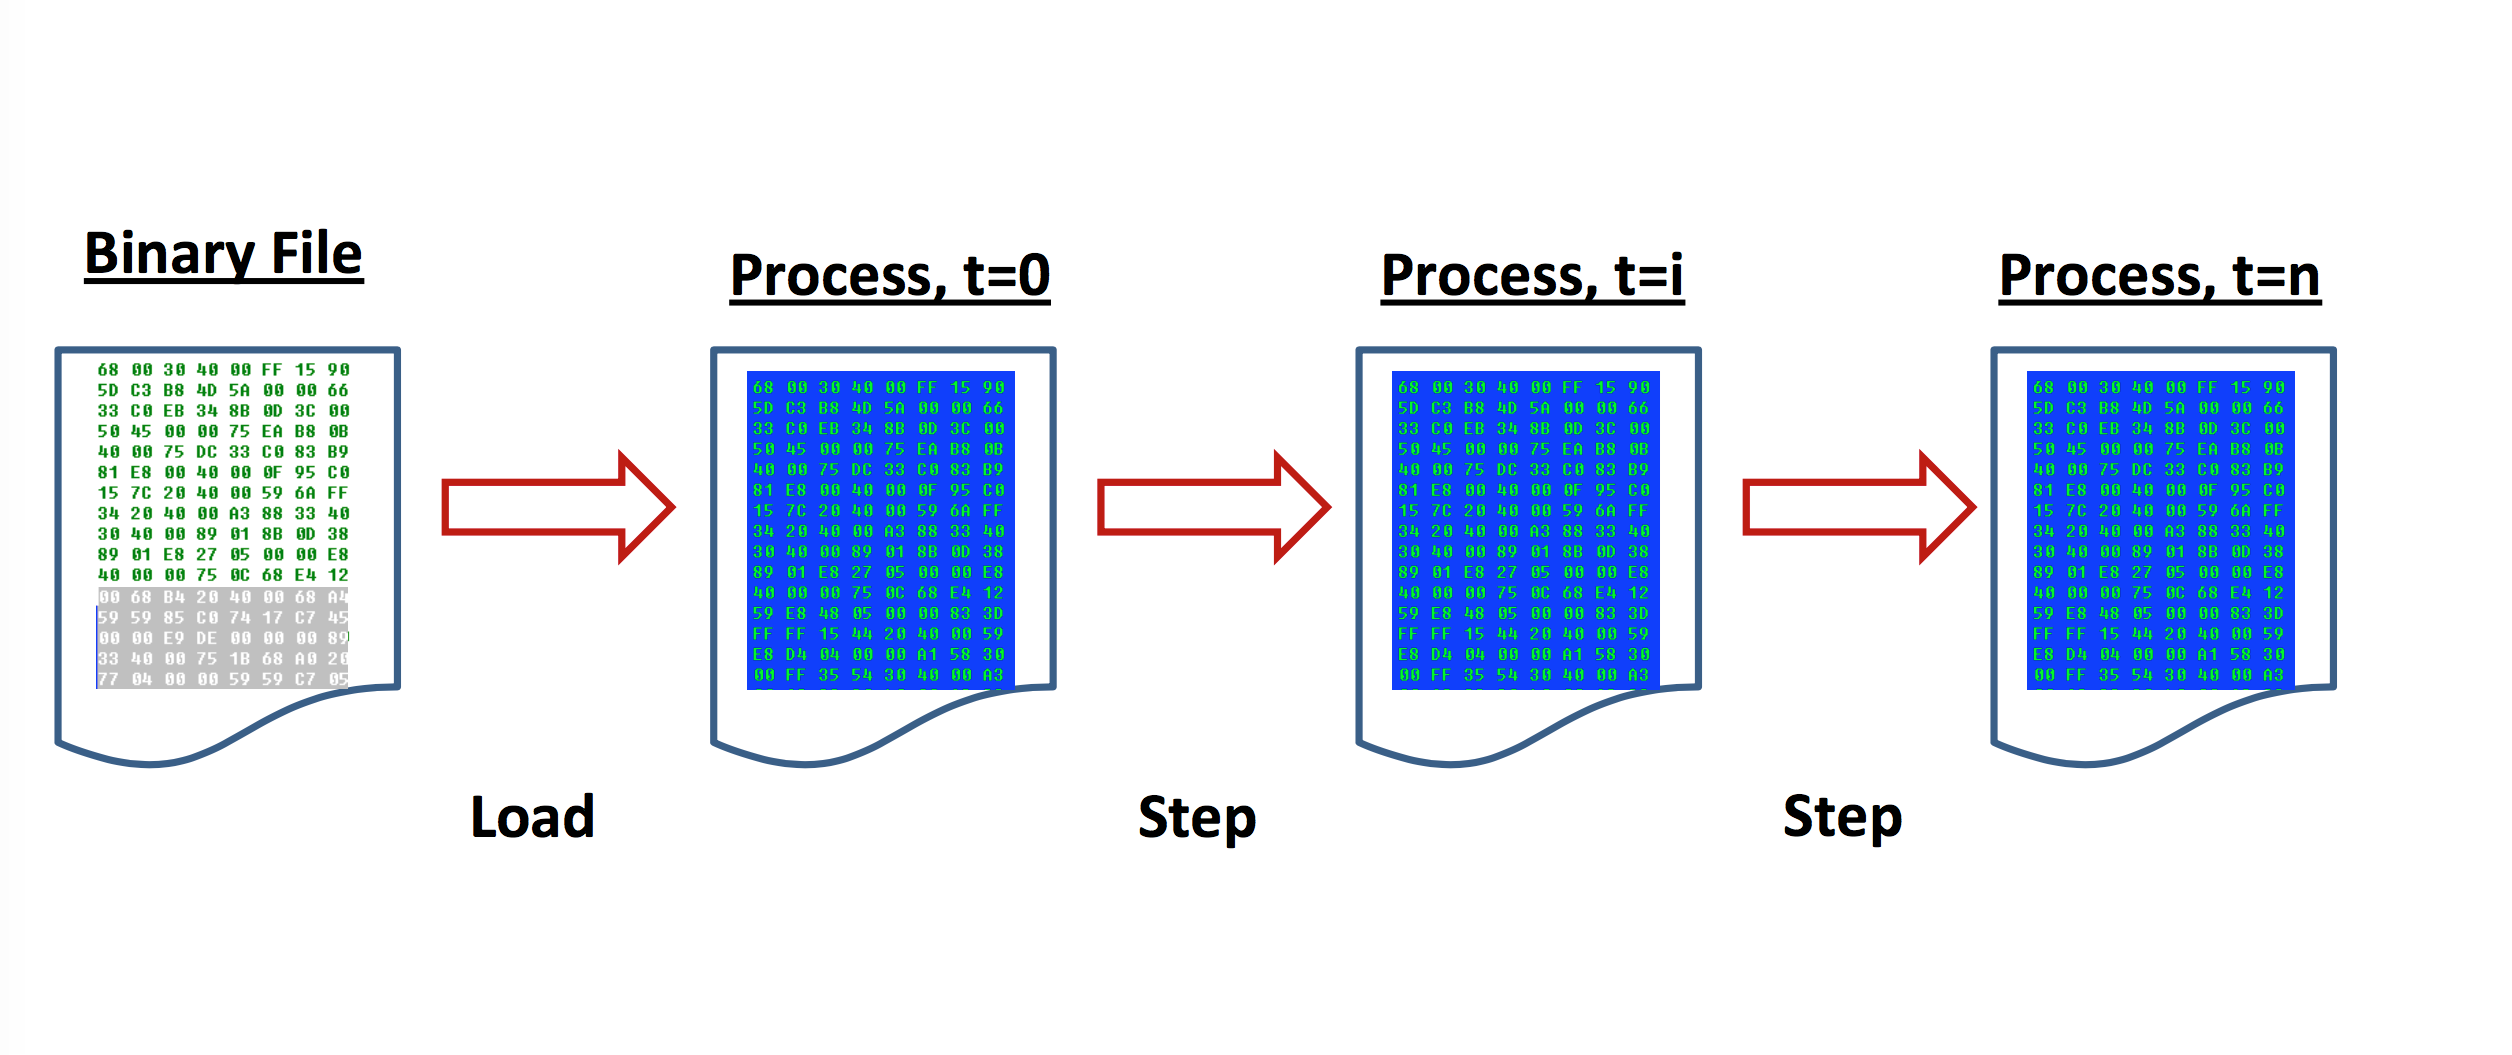 Binary File
68 00 30 40 00 FF 15 90
5D C3 B8 4D 5A 00 00 66
33 C0 EB 34 8B 0D 3C 00
50 45 00 00 75 EA B8 0B
40 00 75 DC 33 C0 83 B9
81 E8 00 40 00 0F 95 C0
15 7C 20 40 00 59 6A FF
34 20 40 00 A3 88 33 40
30 40 00 89 01 8B 0D 38
89 01 E8 27 05 00 00 E8
40 00 00 75 0C 68 E4 12
00 68 B4 20 40 00 68 A4
59 59 85 C0 74 17 C7 45
00 00 E9 DE 00 00 00 89
33 40 00 75 1B 68 A0 20
77 04 00 00 59 59 C7 05
Load
Process, t=0
68 00 30 40 00 FF 15 90
5D C3 B8 4D 5A 00 00 66
33 C0 EB 34 8B 0D 3C 00
50 45 00 00 75 EA B8 0B
40 00 75 DC 33 C0 83 B9
81 E8 00 40 00 0F 95 C0
15 7C 20 40 00 59 6A FF
34 20 40 00 A3 88 33 40
30 40 00 89 01 8B 0D 38
89 01 E8 27 05 00 00 E8
40 00 00 75 0C 68 E4 12
59 E8 48 05 00 00 83 3D
FF FF 15 44 20 40 00 59
E8 D4 04 00 00 A1 58 30
00 FF 35 54 30 40 00 A3
Step
Process, t=i
68 00 30 40 00 FF 15 90
5D C3 B8 4D 5A 00 00 66
33 C0 EB 34 8B 0D 3C 00
50 45 00 00 75 EA B8 0B
40 00 75 DC 33 C0 83 B9
81 E8 00 40 00 0F 95 C0
15 7C 20 40 00 59 6A FF
34 20 40 00 A3 88 33 40
30 40 00 89 01 8B 0D 38
89 01 E8 27 05 00 00 E8
40 00 00 75 0C 68 E4 12
59 E8 48 05 00 00 83 3D
FF FF 15 44 20 40 00 59
E8 D4 04 00 00 A1 58 30
00 FF 35 54 30 40 00 A3
Step
Process, t=n
68 00 30 40 00 FF 15 90
5D C3 B8 4D 5A 00 00 66
33 C0 EB 34 8B 0D 3C 00
50 45 00 00 75 EA B8 0B
40 00 75 DC 33 C0 83 B9
81 E8 00 40 00 0F 95 C0
15 7C 20 40 00 59 6A FF
34 20 40 00 A3 88 33 40
30 40 00 89 01 8B 0D 38
89 01 E8 27 05 00 00 E8
40 00 00 75 0C 68 E4 12
59 E8 48 05 00 00 83 3D
FF FF 15 44 20 40 00 59
E8 D4 04 00 00 A1 58 30
00 FF 35 54 30 40 00 A3